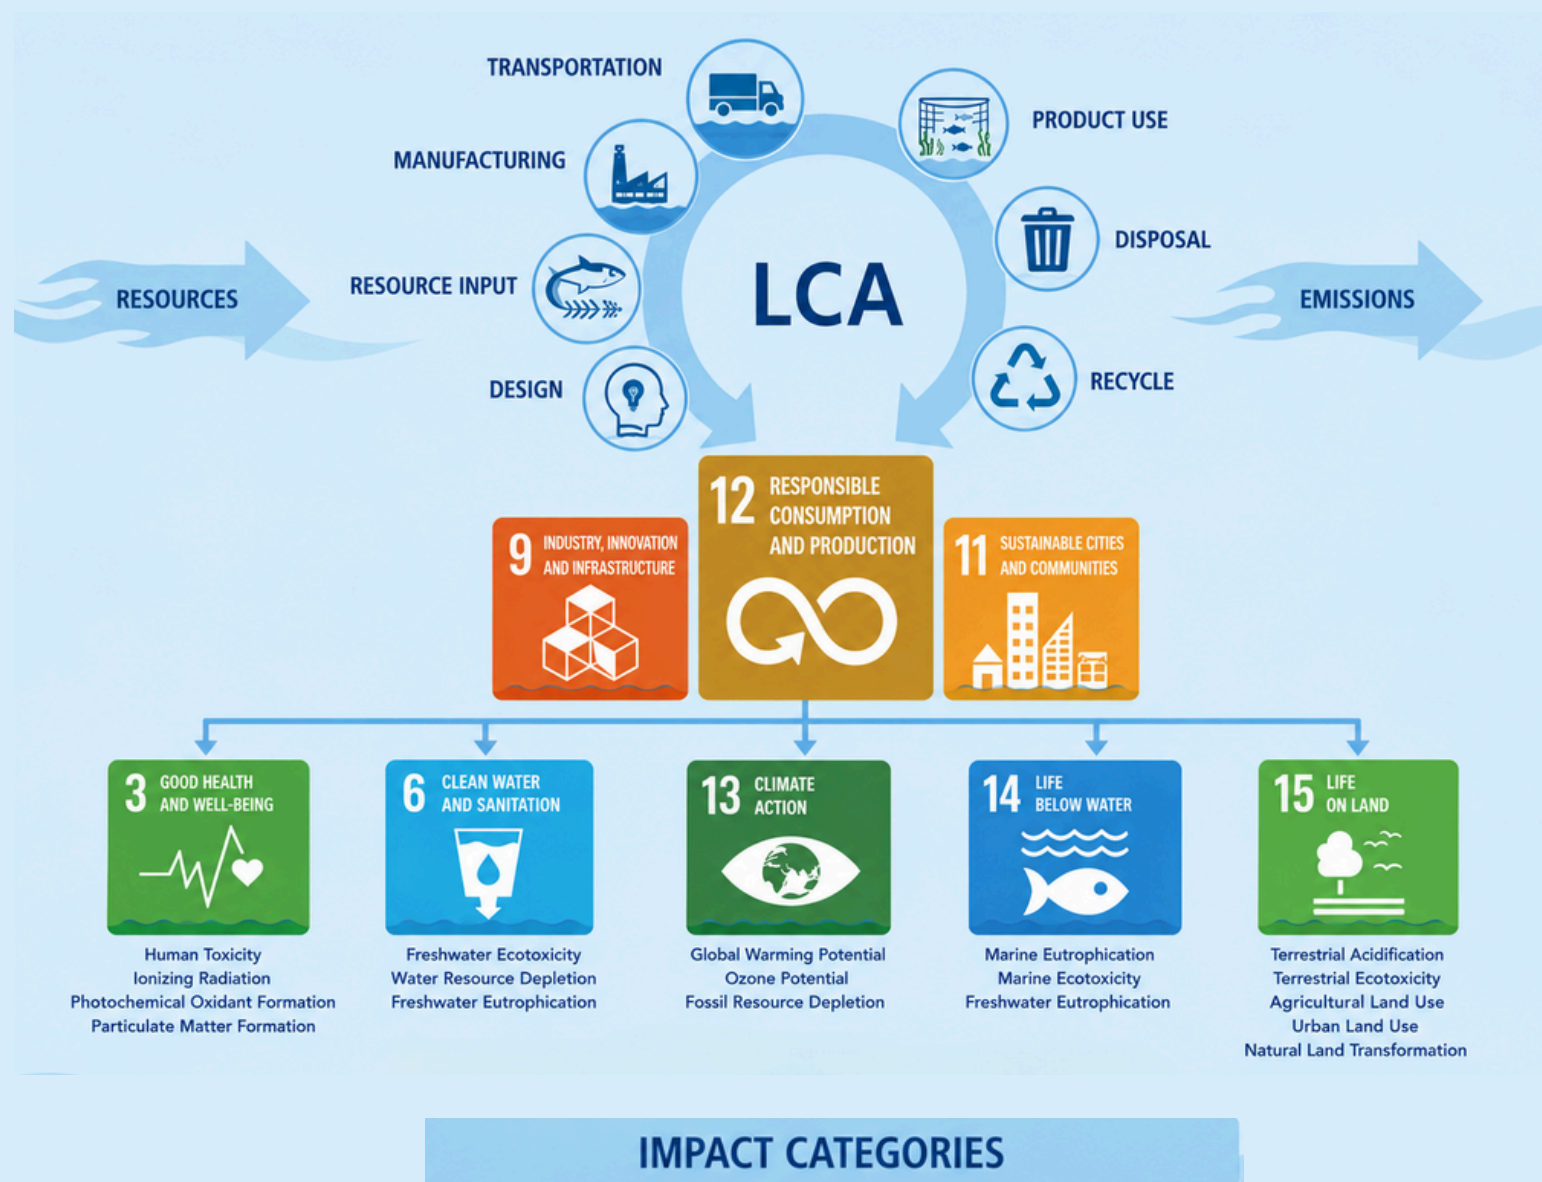 TRANSPORTATION
PRODUCT USE
MANUFACTURING
DISPOSAL
RESOURCE INPUT
RESOURCES
LCA
EMISSIONS
DESIGN
RECYCLE
12 RESPONSIBLE
CONSUMPTION
AND PRODUCTION
9 INDUSTRY, INNOVATION
AND INFRASTRUCTURE
11 SUSTAINABLE CITIES
AND COMMUNITIES
3 GOOD HEALTH
AND WELL-BEING
6 CLEAN WATER
AND SANITATION
13 CLIMATE
ACTION
14 LIFE
BELOW WATER
15 LIFE
ON LAND
Human Toxicity
Ionizing Radiation
Photochemical Oxidant Formation
Particulate Matter Formation
Freshwater Ecotoxicity
Water Resource Depletion
Freshwater Eutrophication
Global Warming Potential
Ozone Potential
Fossil Resource Depletion
Marine Eutrophication
Marine Ecotoxicity
Freshwater Eutrophication
Terrestrial Acidification
Terrestrial Ecotoxicity
Agricultural Land Use
Urban Land Use
Natural Land Transformation
IMPACT CATEGORIES